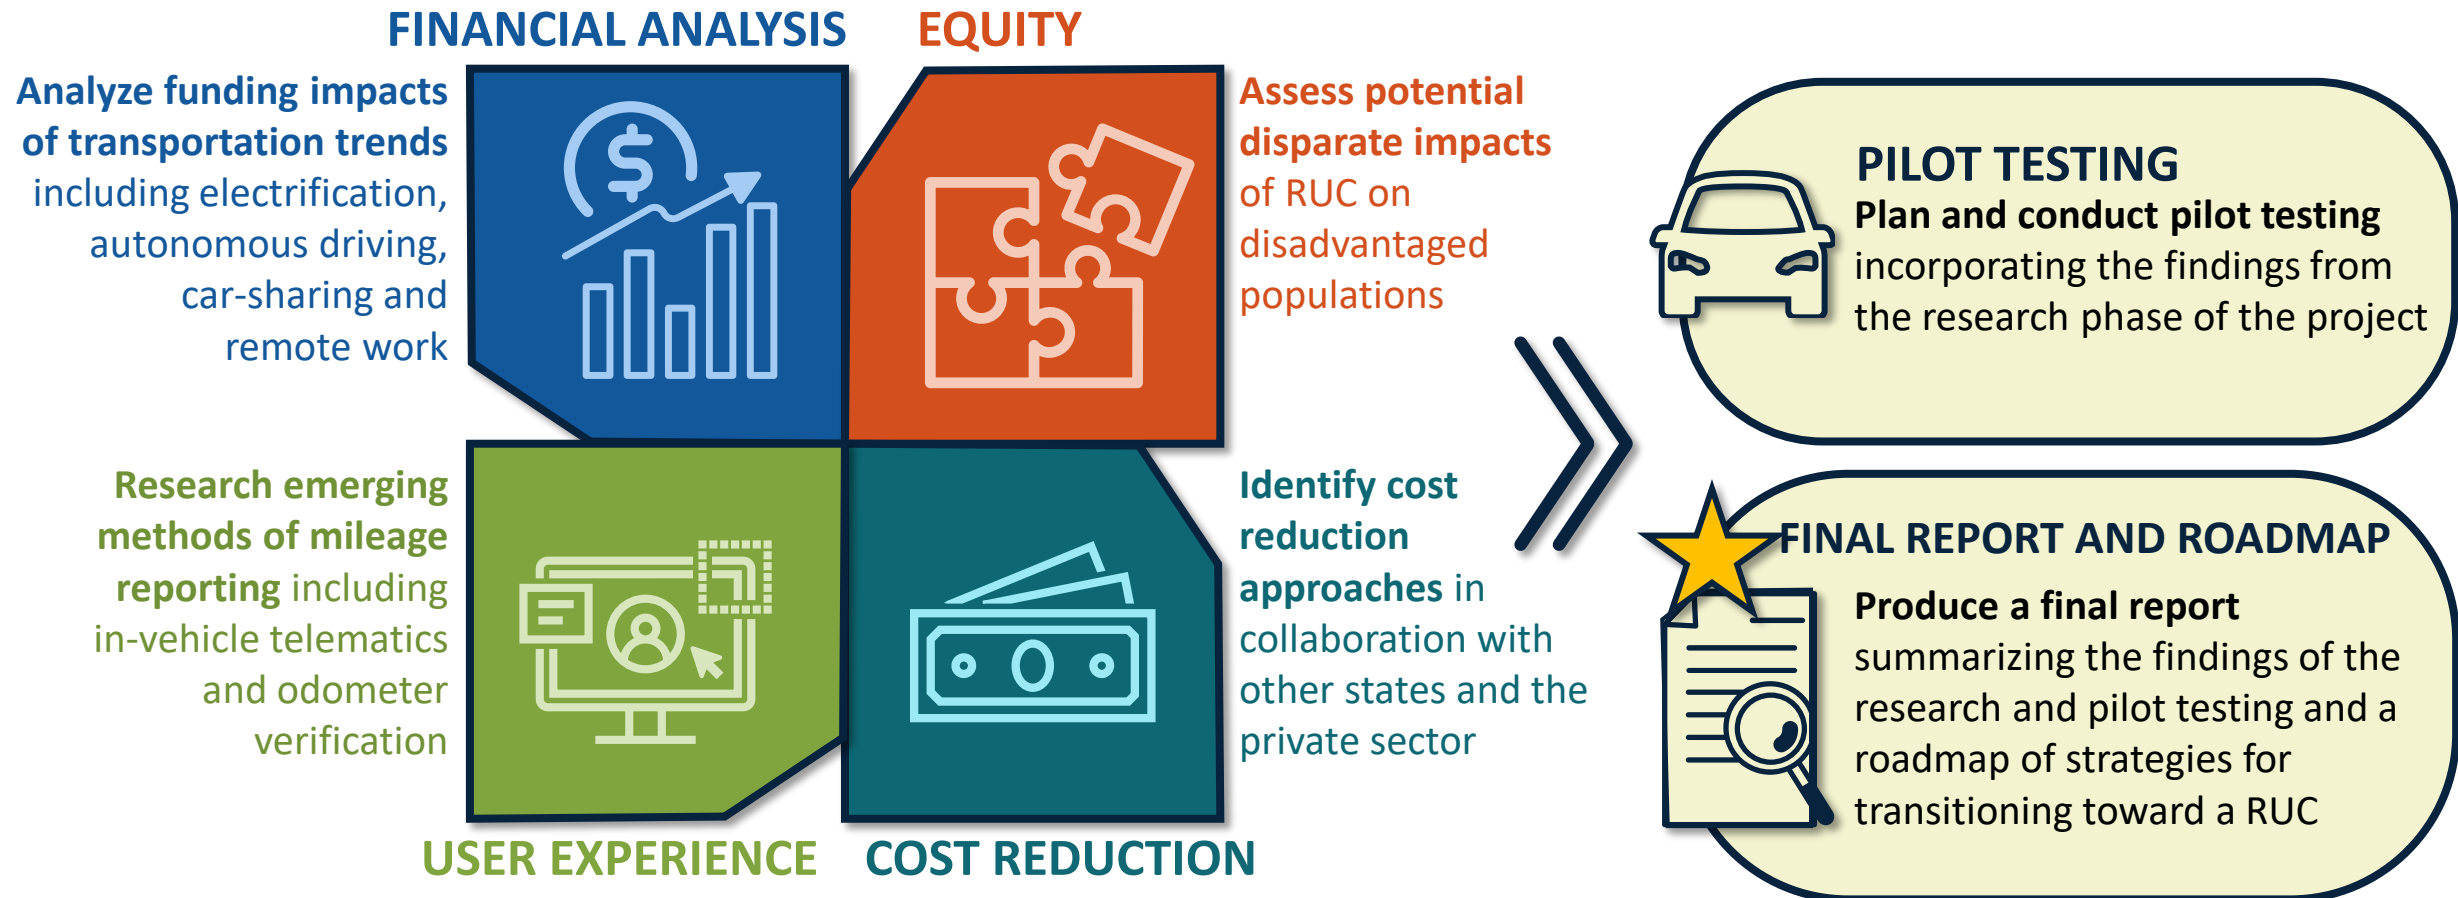 FINANCIAL ANALYSIS
Analyze funding impacts
of transportation trends
including electrification,
autonomous driving,
car-sharing and
remote work
EQUITY
Assess potential
disparate impacts
of RUC on
disadvantaged
populations
Research emerging
methods of mileage
reporting including
in-vehicle telematics
and odometer
verification
USER EXPERIENCE
Identify cost
reduction
approaches in
collaboration with
other states and the
private sector
COST REDUCTION
PILOT TESTING
Plan and conduct pilot testing
incorporating the findings from
the research phase of the project
FINAL REPORT AND ROADMAP
Produce a final report
summarizing the findings of the
research and pilot testing and a
roadmap of strategies for
transitioning toward a RUC